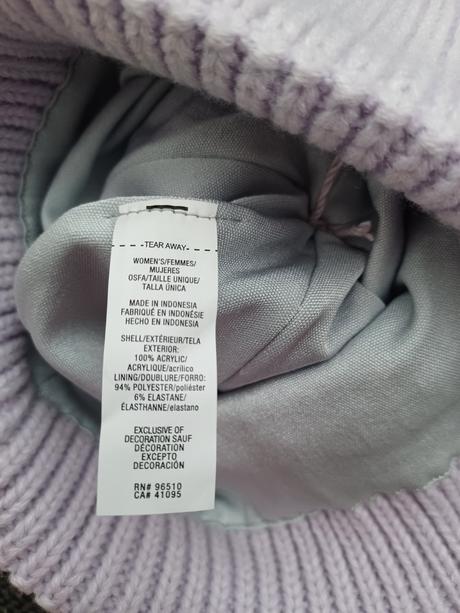 --TEAR AWAY--
WOMEN'S/FEMMES/
MUJERES
OSFA/TAILLE UNIQUE/
TALLA ÚNICA
MADE IN INDONESIA
FABRIQUÉ EN INDONÉSIE
HECHO EN INDONESIA
SHELL/EXTÉRIEUR/TELA
EXTERIOR:
100% ACRYLIC/
ACRYLIQUE/acrílico
LINING/DOUBLURE/FORRO:
94% POLYESTER/poliéster
6% ELASTANE/
ÉLASTHANNE/elastano
EXCLUSIVE OF
DECORATION SAUF
DÉCORATION
EXCEPTO
DECORACIÓN
RN# 96510
CA# 41095